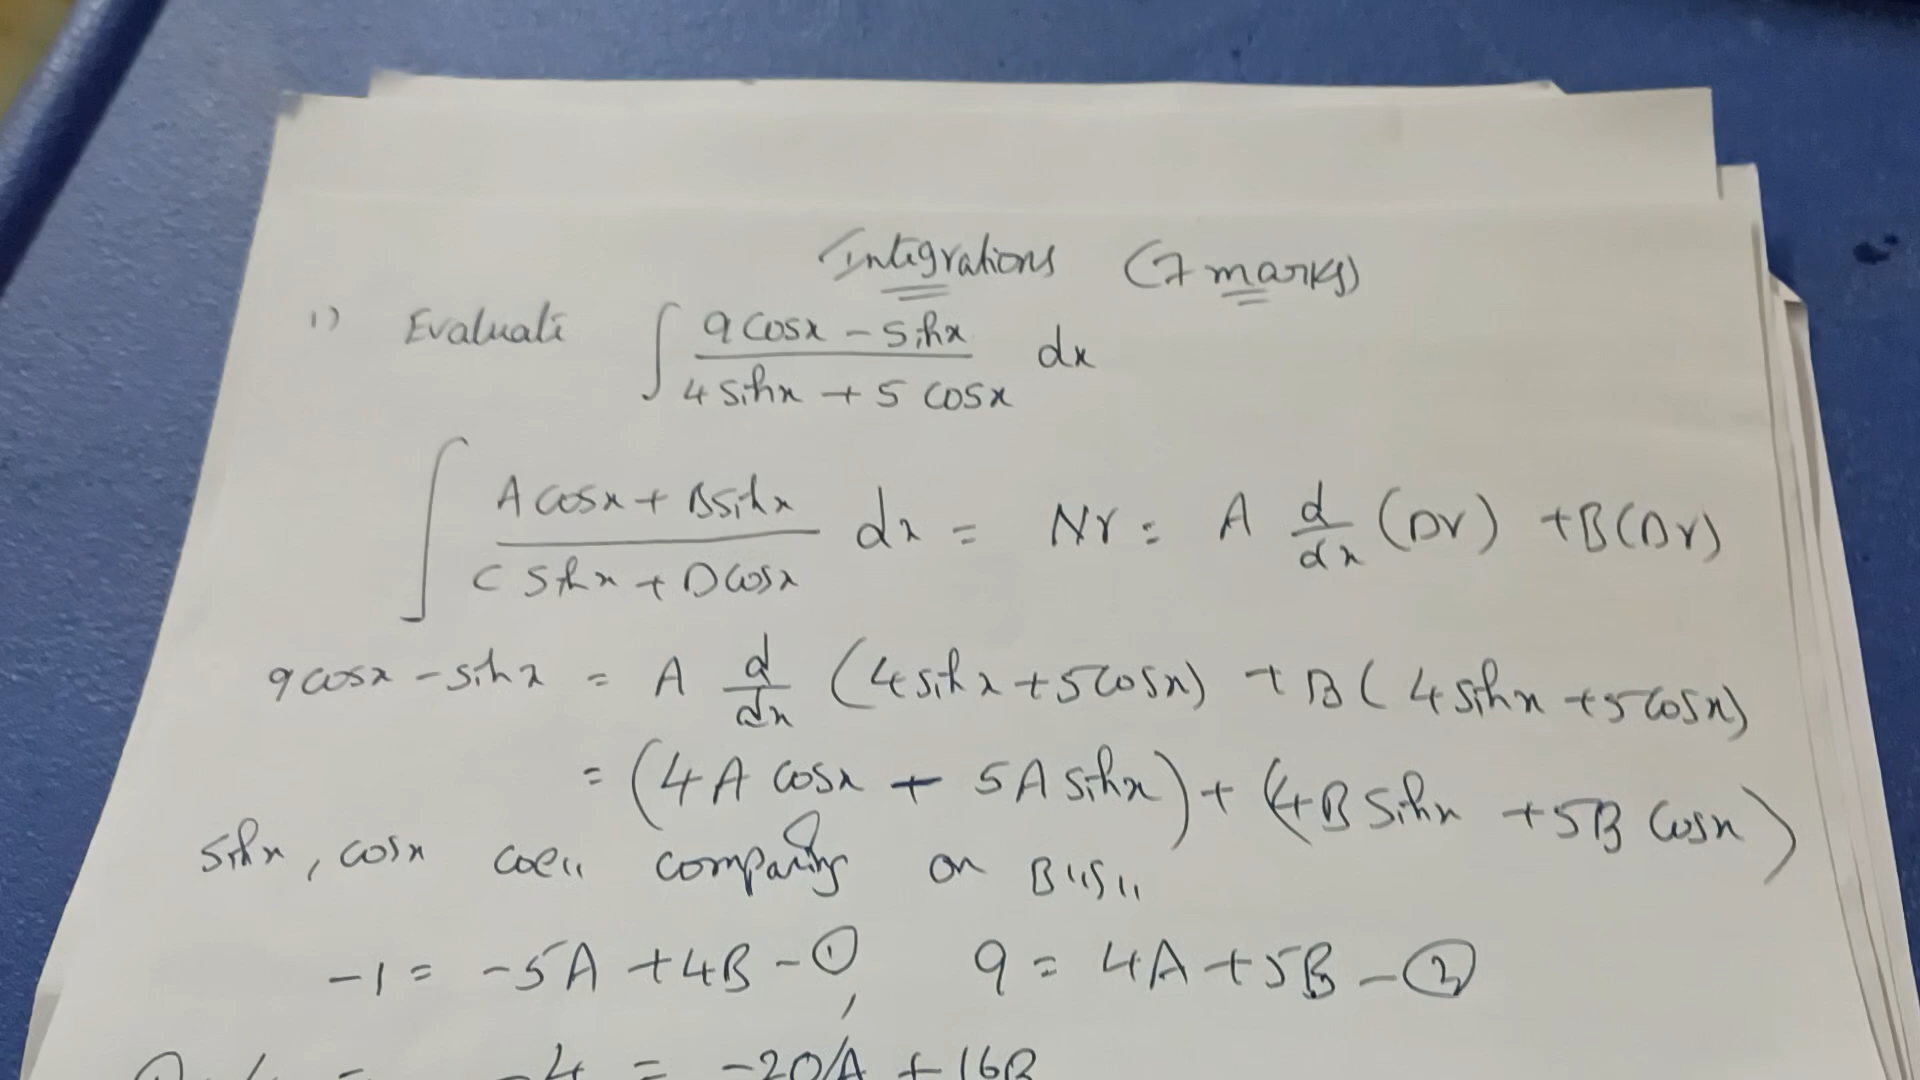 Integrations (7 marks)
1) Evaluate ∫ (9 cosx - sinx)/(4 sinx + 5 cosx) dx
∫ (A cosx + B sinx)/(C sinx + D cosx) dx = Nr = A d/dx (Dr) + B(Dr)
9 cosx - sinx = A d/dx (4 sinx + 5 cosx) + B(4 sinx + 5 cosx)
= (4A cosx + 5A sinx) + (4B sinx + 5B cosx)
sinx, cosx coe'' comparing on B''S''
-1 = -5A + 4B - ①, 9 = 4A + 5B - ②
-4 = -20A + 16B